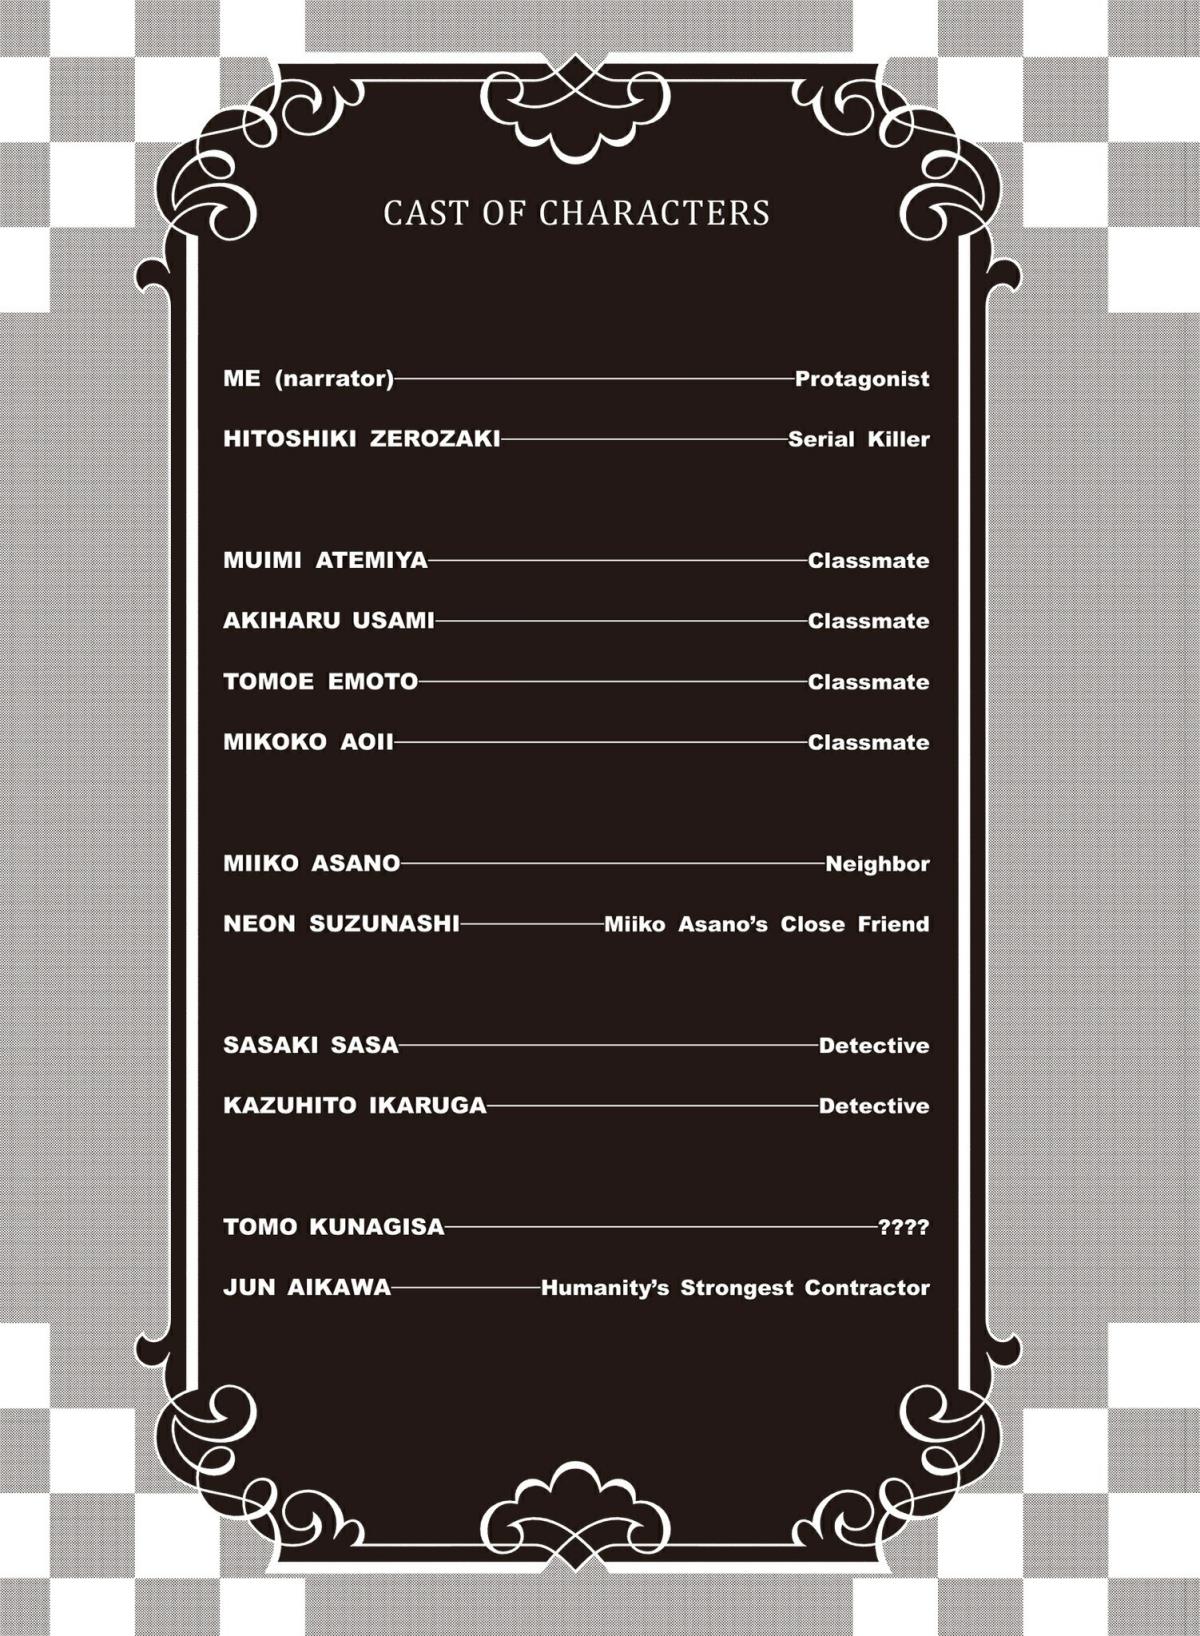 CAST OF CHARACTERS
ME (narrator)—Protagonist
HITOSHIKI ZEROZAKI—Serial Killer
MUIMI ATEMIYA—Classmate
AKIHARU USAMI—Classmate
TOMOE EMOTO—Classmate
MIKOKO AOII—Classmate
MIIKO ASANO—Neighbor
NEON SUZUNASHI—Miiko Asano’s Close Friend
SASAKI SASA—Detective
KAZUHITO IKARUGA—Detective
TOMO KUNAGISA—????
JUN AIKAWA—Humanity’s Strongest Contractor